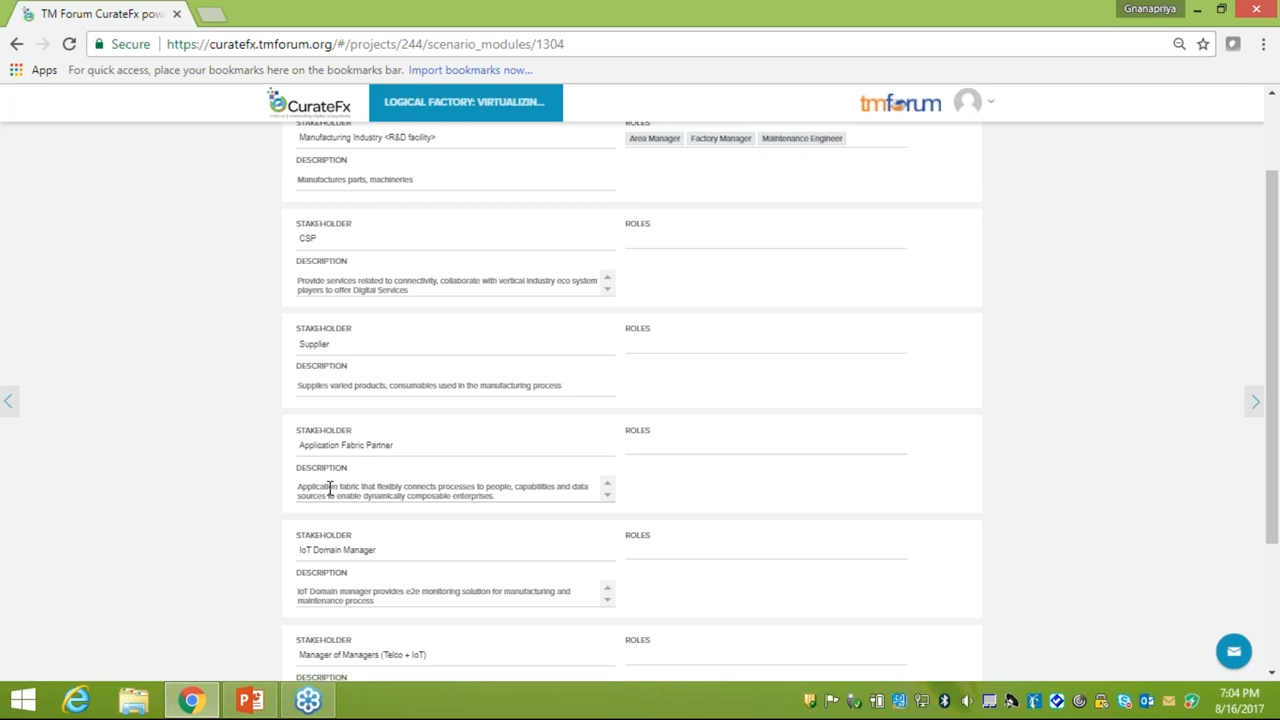 Gnanapriya
TM Forum CurateFx pow
Secure
https://curatefx.tmforum.org/#/projects/244/scenario_modules/1304
Apps
For quick access, place your bookmarks here on the bookmarks bar. Import bookmarks now...
CurateFx
LOGICAL FACTORY: VIRTUALIZIN...
tmforum
STAKEHOLDER
ROLES
Manufacturing Industry <R&D facility>
Area Manager Factory Manager Maintenance Engineer
DESCRIPTION
Manufactures parts, machineries
STAKEHOLDER
ROLES
CSP
DESCRIPTION
Provide services related to connectivity, collaborate with vertical industry eco system
players to offer Digital Services
STAKEHOLDER
ROLES
Supplier
DESCRIPTION
Supplies varied products, consumables used in the manufacturing process
STAKEHOLDER
ROLES
Application Fabric Partner
DESCRIPTION
Application fabric that flexibly connects processes to people, capabilities and data
sources to enable dynamically composable enterprises.
STAKEHOLDER
ROLES
IoT Domain Manager
DESCRIPTION
IoT Domain manager provides e2e monitoring solution for manufacturing and
maintenance process
STAKEHOLDER
ROLES
Manager of Managers (Telco + IoT)
DESCRIPTION
7:04 PM
8/16/2017